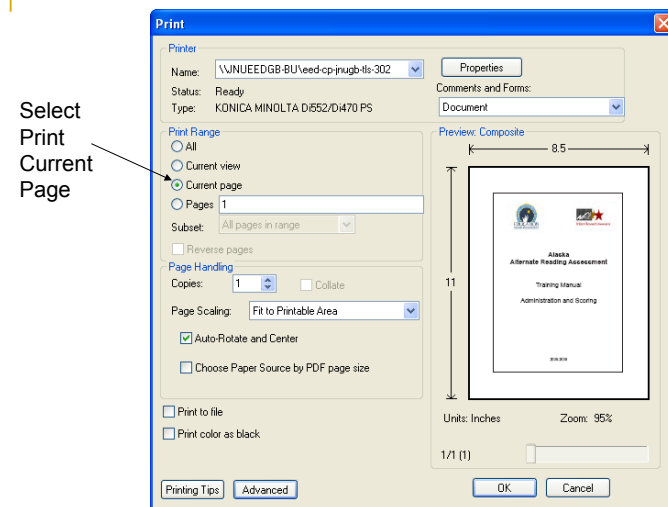 Print
Printer
Name: \\JNUEEDGB-BU\eed-cp-jnugb-tls-302 Properties
Status: Ready Comments and Forms:
Type: KONICA MINOLTA Di552/Di470 PS Document
Select
Print
Current
Page
Print Range
All
Current view
Current page
Pages 1
Subset: All pages in range
Reverse pages
Page Handling
Copies: 1 Collate
Page Scaling: Fit to Printable Area
Auto-Rotate and Center
Choose Paper Source by PDF page size
Print to file
Print color as black
Preview: Composite
8.5
11
Alaska
Alternate Reading Assessment
Training Manual
Administration and Scoring
Units: Inches Zoom: 95%
1/1 (1)
Printing Tips Advanced OK Cancel